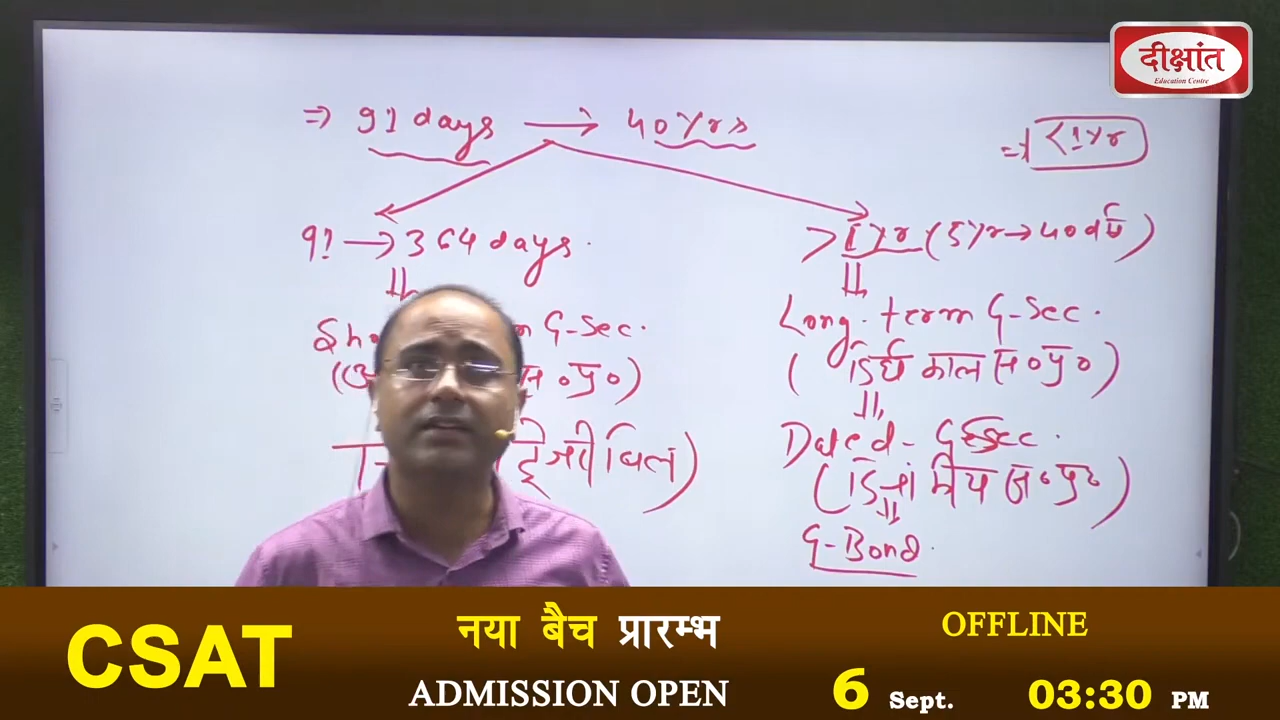 दीक्षांत
Education Centre
⇒ 91 days → 40 yrs
⇒ < 1 yr
91 → 364 days.
> 1 yr (5 yr → 40 वर्ष)
G-Sec.
Long-term G-Sec.
स०प्र०)
( दिर्घ काल स०प्र०)
Dated- G-Sec.
ट्रेजरी बिल)
G-Bond.
CSAT
नया बैच प्रारम्भ
ADMISSION OPEN
OFFLINE
6 Sept. 03:30 PM